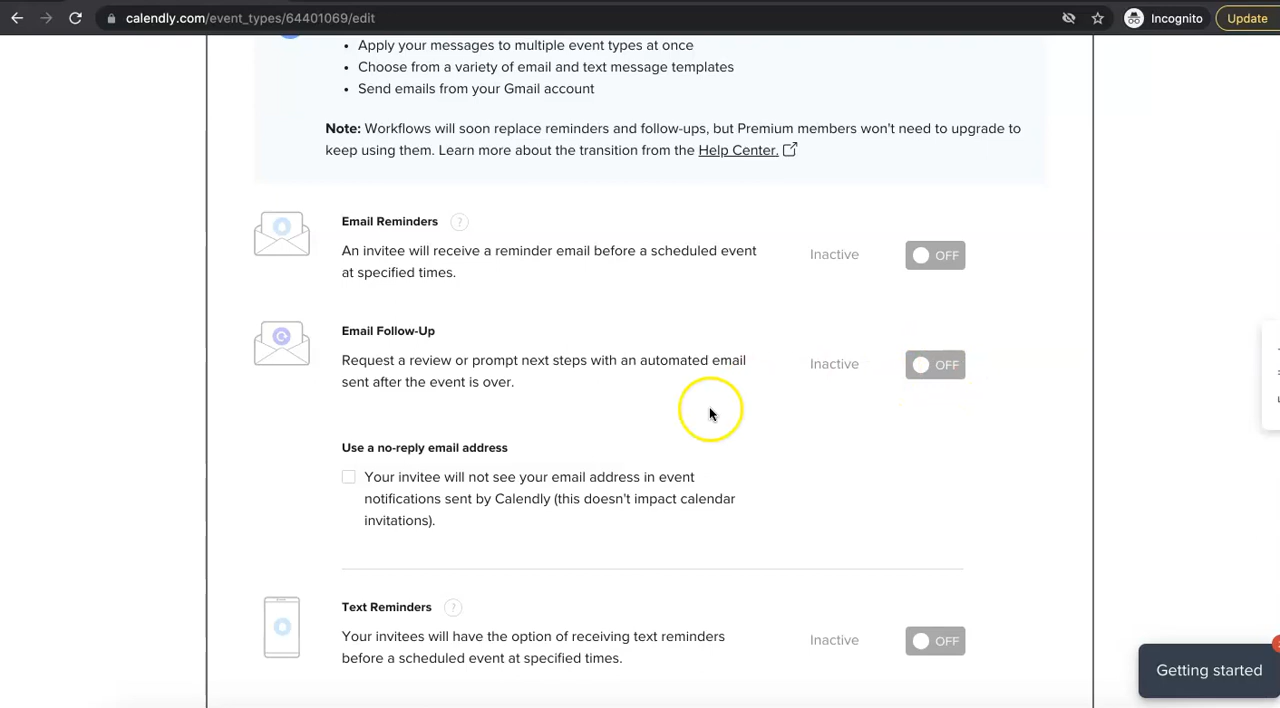 calendly.com/event_types/64401069/edit
Incognito
Update
• Apply your messages to multiple event types at once
• Choose from a variety of email and text message templates
• Send emails from your Gmail account
Note: Workflows will soon replace reminders and follow-ups, but Premium members won't need to upgrade to
keep using them. Learn more about the transition from the Help Center.
Email Reminders ?
An invitee will receive a reminder email before a scheduled event
at specified times.
Inactive
OFF
Email Follow-Up
Request a review or prompt next steps with an automated email
sent after the event is over.
Inactive
OFF
Use a no-reply email address
Your invitee will not see your email address in event
notifications sent by Calendly (this doesn't impact calendar
invitations).
Text Reminders ?
Your invitees will have the option of receiving text reminders
before a scheduled event at specified times.
Inactive
OFF
Getting started